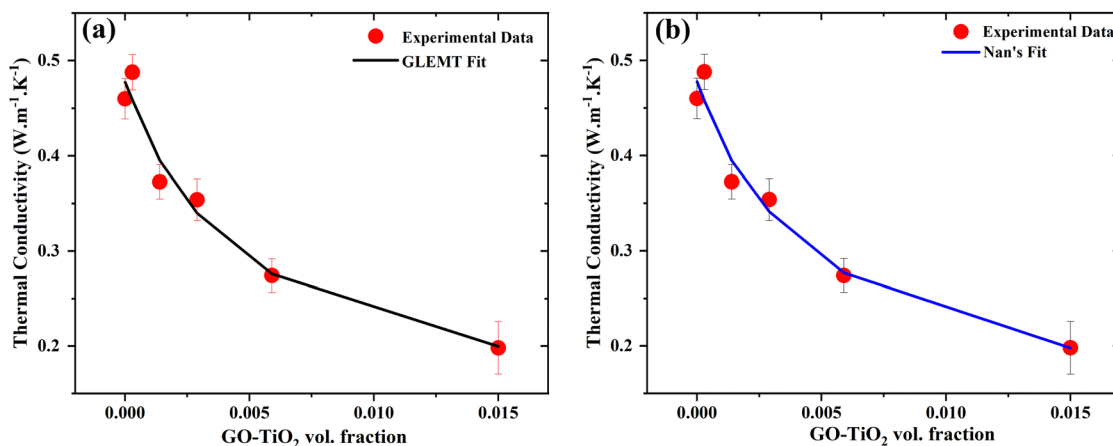 (a)
Experimental Data
GLEMT Fit
Thermal Conductivity (W.m⁻¹.K⁻¹)
0.5
0.4
0.3
0.2
0.000
0.005
0.010
0.015
GO-TiO₂ vol. fraction
(b)
Experimental Data
Nan's Fit
Thermal Conductivity (W.m⁻¹.K⁻¹)
0.5
0.4
0.3
0.2
0.000
0.005
0.010
0.015
GO-TiO₂ vol. fraction